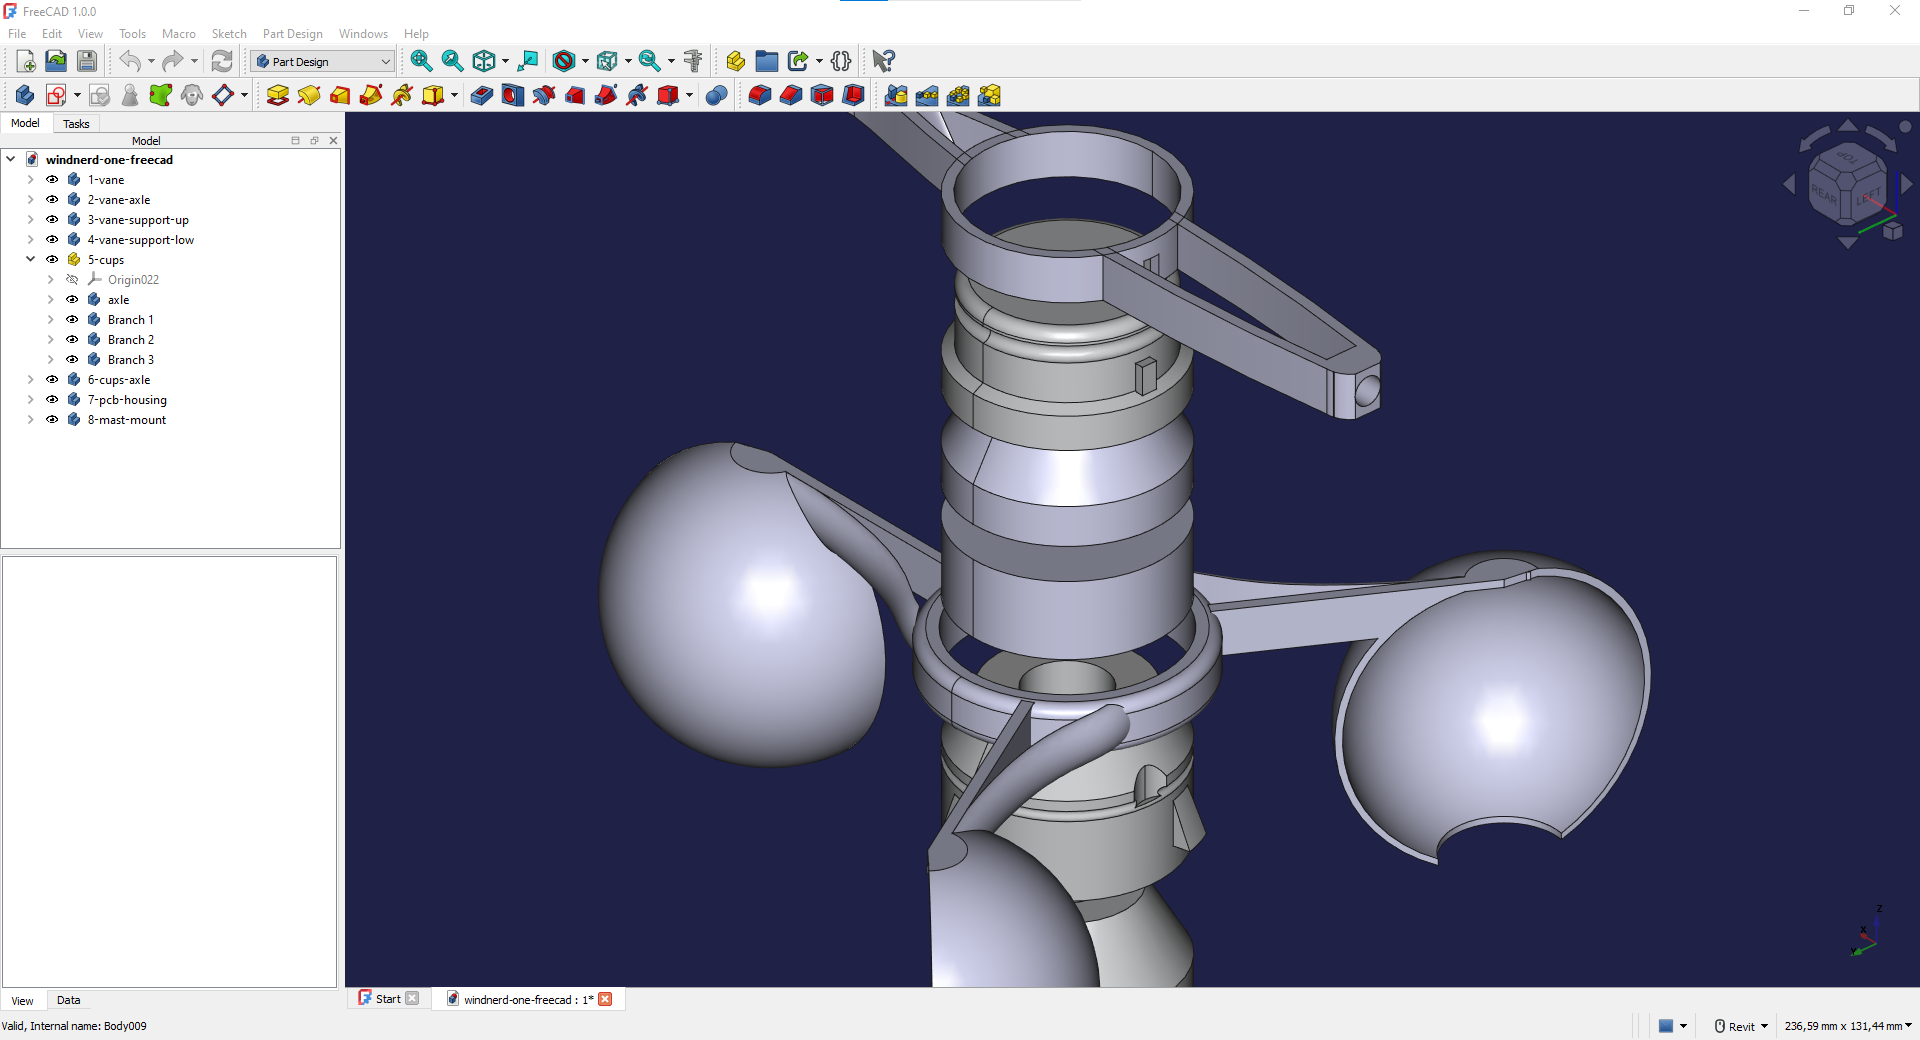 FreeCAD 1.0.0
File Edit View Tools Macro Sketch Part Design Windows Help
Part Design
Model Tasks
Model
windnerd-one-freecad
1-vane
2-vane-axle
3-vane-support-up
4-vane-support-low
5-cups
Origin022
axle
Branch 1
Branch 2
Branch 3
6-cups-axle
7-pcb-housing
8-mast-mount
TOP
REAR
LEFT
Z
X
Y
View Data
Start
windnerd-one-freecad : 1*
Valid, Internal name: Body009
Revit
236,59 mm x 131,44 mm